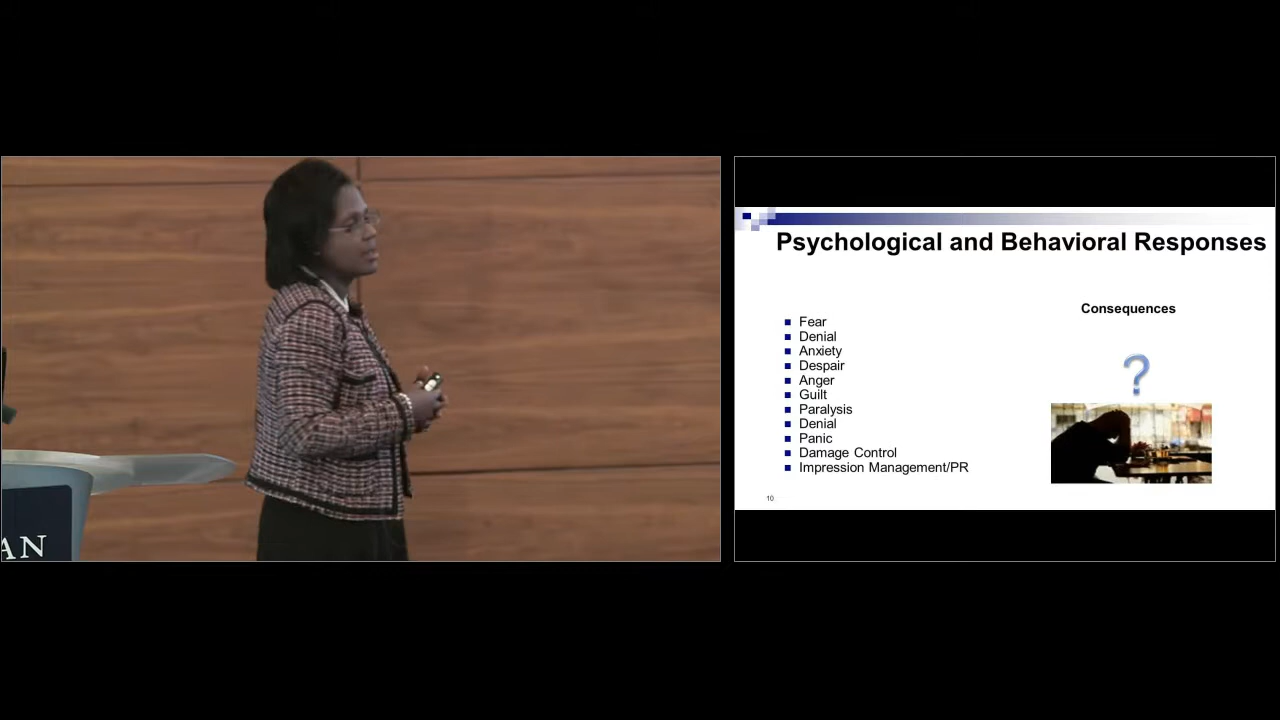 AN
Psychological and Behavioral Responses
Consequences
Fear
Denial
Anxiety
Despair
Anger
Guilt
Paralysis
Denial
Panic
Damage Control
Impression Management/PR
?
10